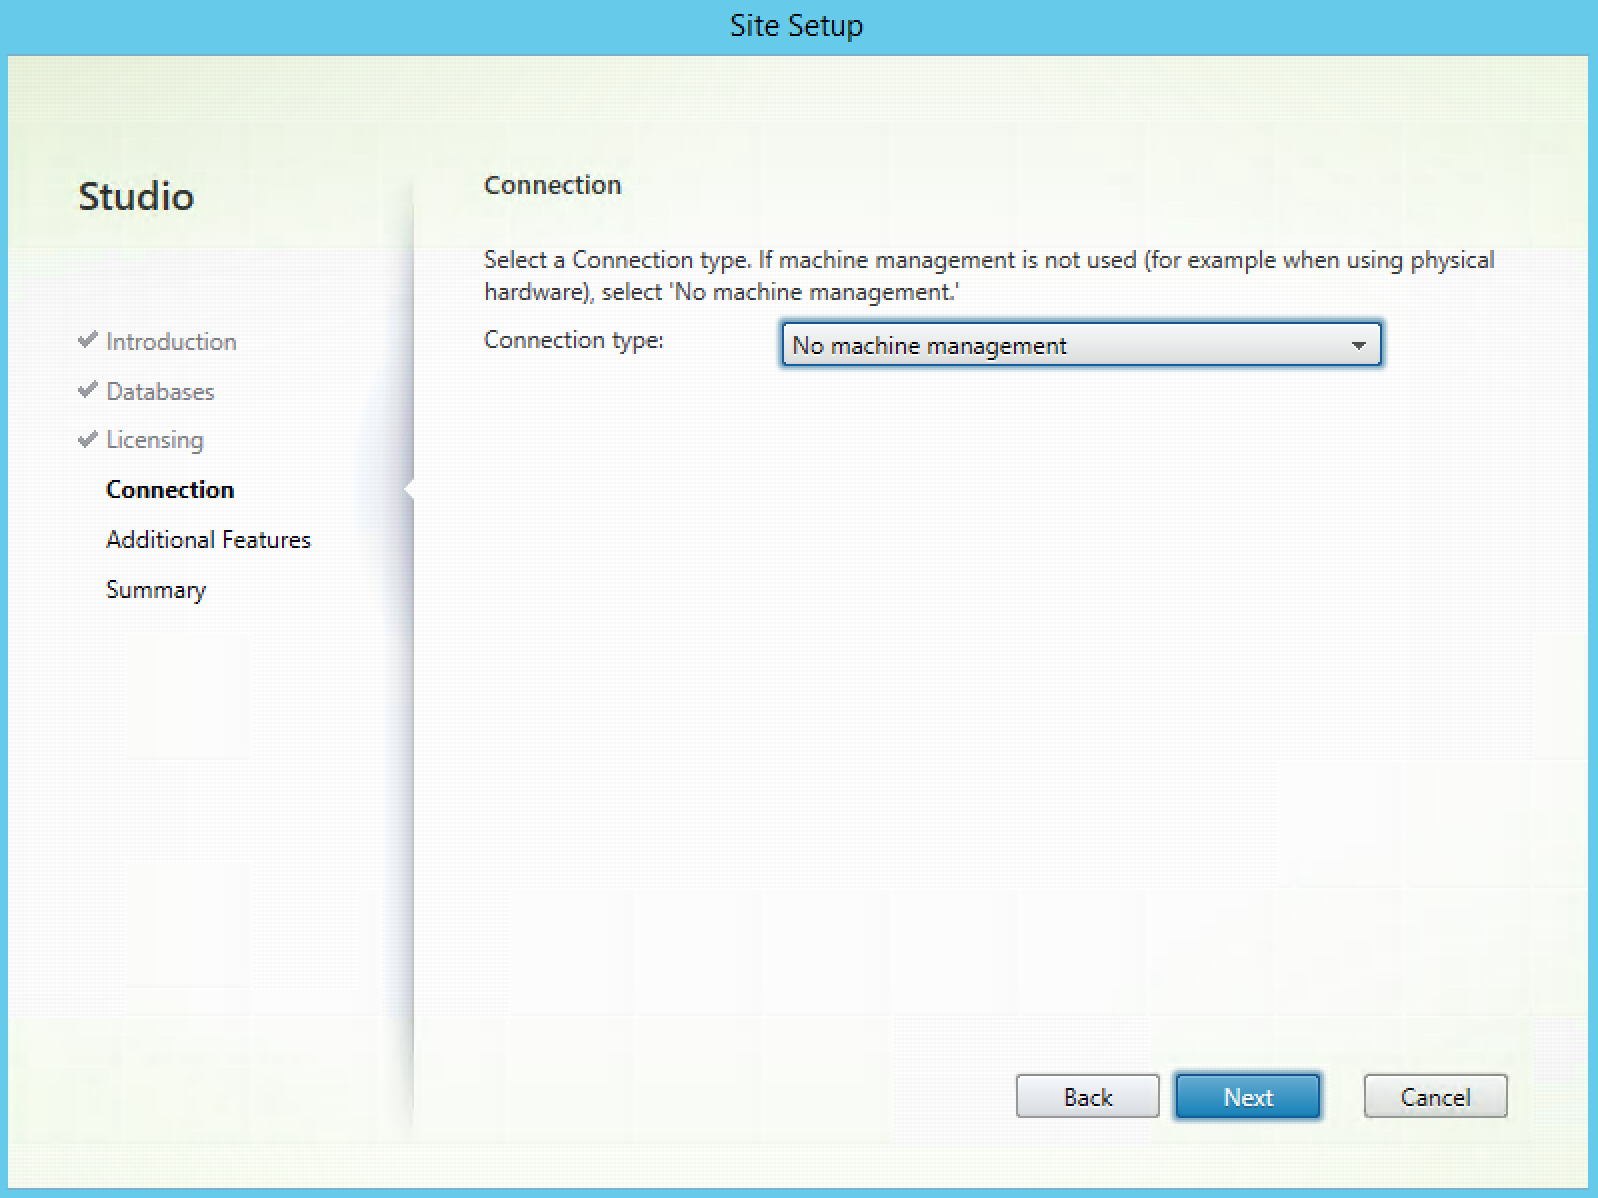 Site Setup
Studio
Introduction
Databases
Licensing
Connection
Additional Features
Summary
Connection
Select a Connection type. If machine management is not used (for example when using physical
hardware), select 'No machine management.'
Connection type:
No machine management
Back
Next
Cancel